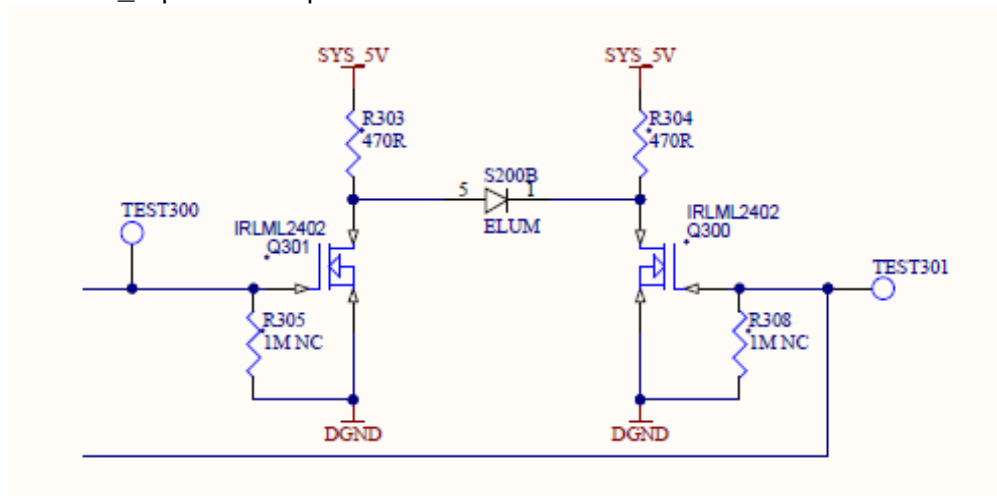 SYS_5V
SYS_5V
R303
470R
R304
470R
S200B
5
1
ELUM
TEST300
IRLML2402
Q301
IRLML2402
Q300
TEST301
R305
1M NC
R308
1M NC
DGND
DGND